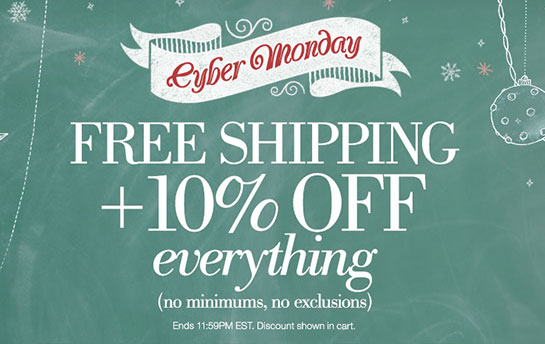 Cyber Monday
FREE SHIPPING
+10% OFF
everything
(no minimums, no exclusions)
Ends 11:59PM EST. Discount shown in cart.